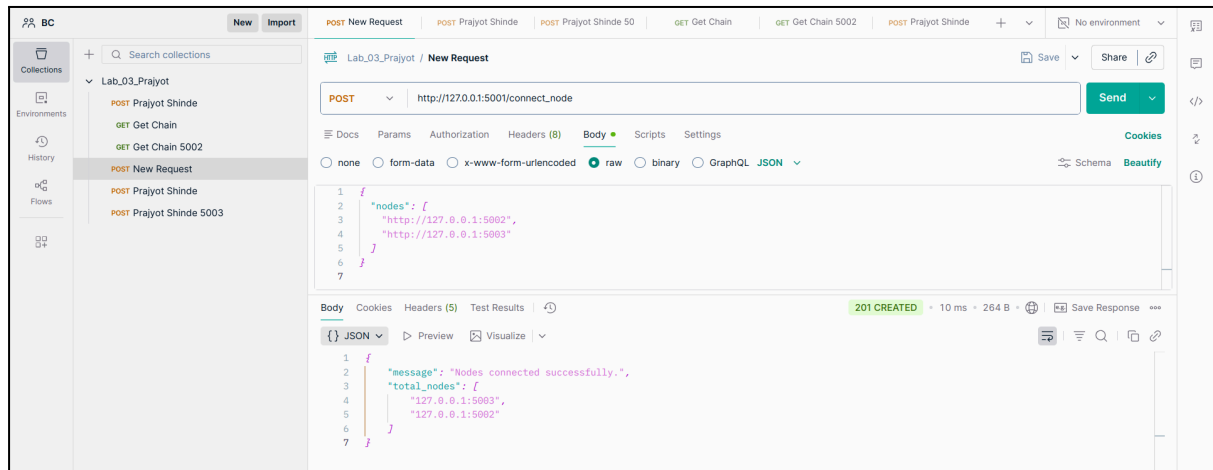 BC New Import POST New Request POST Prajyot Shinde POST Prajyot Shinde 50 GET Get Chain GET Get Chain 5002 POST Prajyot Shinde No environment
Collections
Environments
History
Flows
Search collections
Lab_03_Prajyot
POST Prajyot Shinde
GET Get Chain
GET Get Chain 5002
POST New Request
POST Prajyot Shinde
POST Prajyot Shinde 5003
HTTP Lab_03_Prajyot / New Request Save Share
POST http://127.0.0.1:5001/connect_node Send
Docs Params Authorization Headers (8) Body Scripts Settings Cookies
none form-data x-www-form-urlencoded raw binary GraphQL JSON Schema Beautify
1 {
2 "nodes": [
3 "http://127.0.0.1:5002",
4 "http://127.0.0.1:5003"
5 ]
6 }
7
Body Cookies Headers (5) Test Results 201 CREATED • 10 ms • 264 B • e.g. Save Response
{} JSON Preview Visualize
1 {
2 "message": "Nodes connected successfully.",
3 "total_nodes": [
4 "127.0.0.1:5003",
5 "127.0.0.1:5002"
6 ]
7 }